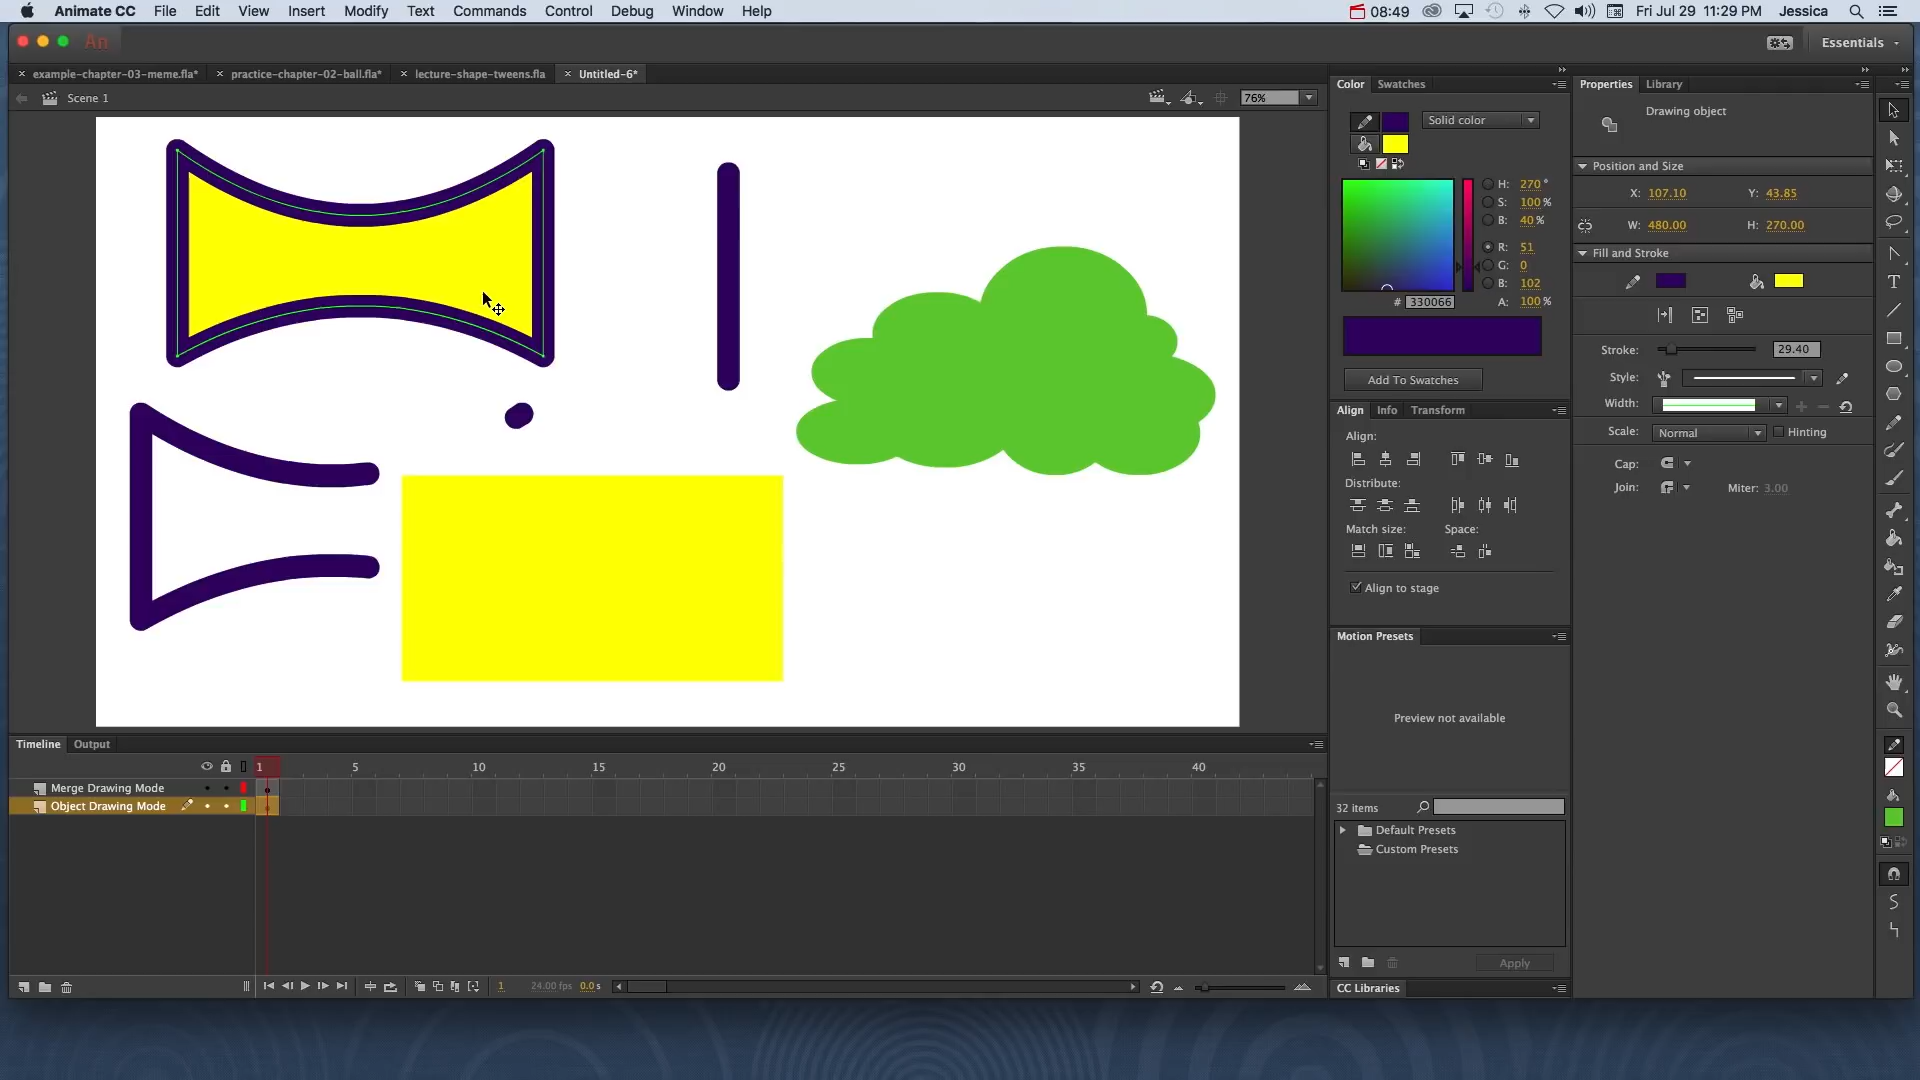 Animate CC File Edit View Insert Modify Text Commands Control Debug Window Help 08:49 Fri Jul 29 11:29 PM Jessica
An Essentials
example-chapter-03-meme.fla* practice-chapter-02-ball.fla* lecture-shape-tweens.fla Untitled-6*
Scene 1 76%
Color Swatches
Solid color
H: 270 °
S: 100 %
B: 40 %
R: 51
G: 0
B: 102
# 330066 A: 100 %
Add To Swatches
Align Info Transform
Align:
Distribute:
Match size: Space:
Align to stage
Motion Presets
Preview not available
32 items
Default Presets
Custom Presets
Apply
CC Libraries
Properties Library
Drawing object
Position and Size
X: 107.10 Y: 43.85
W: 480.00 H: 270.00
Fill and Stroke
Stroke: 29.40
Style:
Width:
Scale: Normal Hinting
Cap:
Join: Miter: 3.00
T
Timeline Output
1 5 10 15 20 25 30 35 40
Merge Drawing Mode
Object Drawing Mode
1 24.00 fps 0.0 s